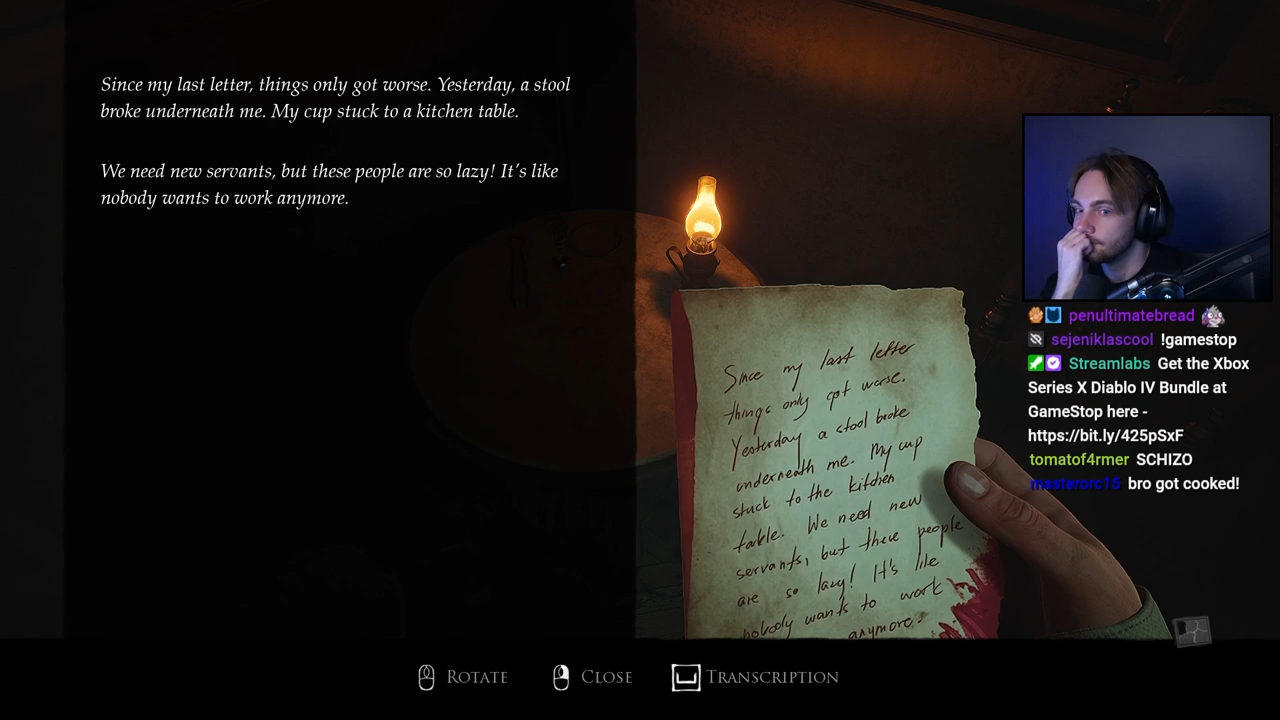 Since my last letter, things only got worse. Yesterday, a stool
broke underneath me. My cup stuck to a kitchen table.
We need new servants, but these people are so lazy! It's like
nobody wants to work anymore.
Since my last letter
things only got worse.
Yesterday a stool broke
underneath me. My cup
stuck to the kitchen
table. We need new
servants, but these people
are so lazy! It's like
nobody wants to work
anymore.
penultimatebread
sejeniklascool !gamestop
Streamlabs Get the Xbox
Series X Diablo IV Bundle at
GameStop here -
https://bit.ly/425pSxF
tomatof4rmer SCHIZO
masterorc15 bro got cooked!
ROTATE CLOSE TRANSCRIPTION